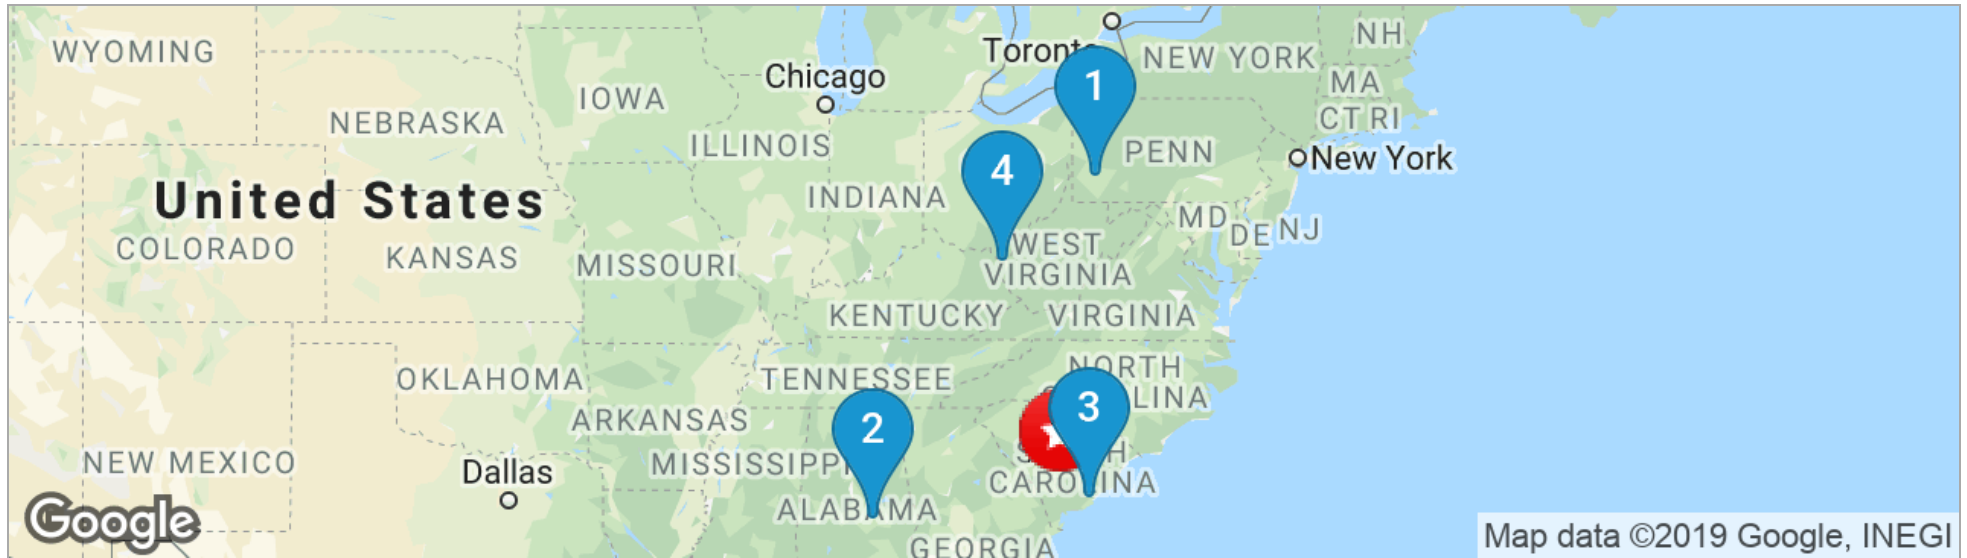 WYOMING
Toronto
NEW YORK
NH
Chicago
IOWA
1
MA
NEBRASKA
CT RI
ILLINOIS
PENN
New York
4
United States
INDIANA
MD
DE NJ
COLORADO
KANSAS
MISSOURI
WEST
VIRGINIA
KENTUCKY
VIRGINIA
OKLAHOMA
TENNESSEE
NORTH
LINA
ARKANSAS
2
3
NEW MEXICO
Dallas
MISSISSIPPI
CAROLINA
ALABAMA
Google
GEORGIA
Map data ©2019 Google, INEGI